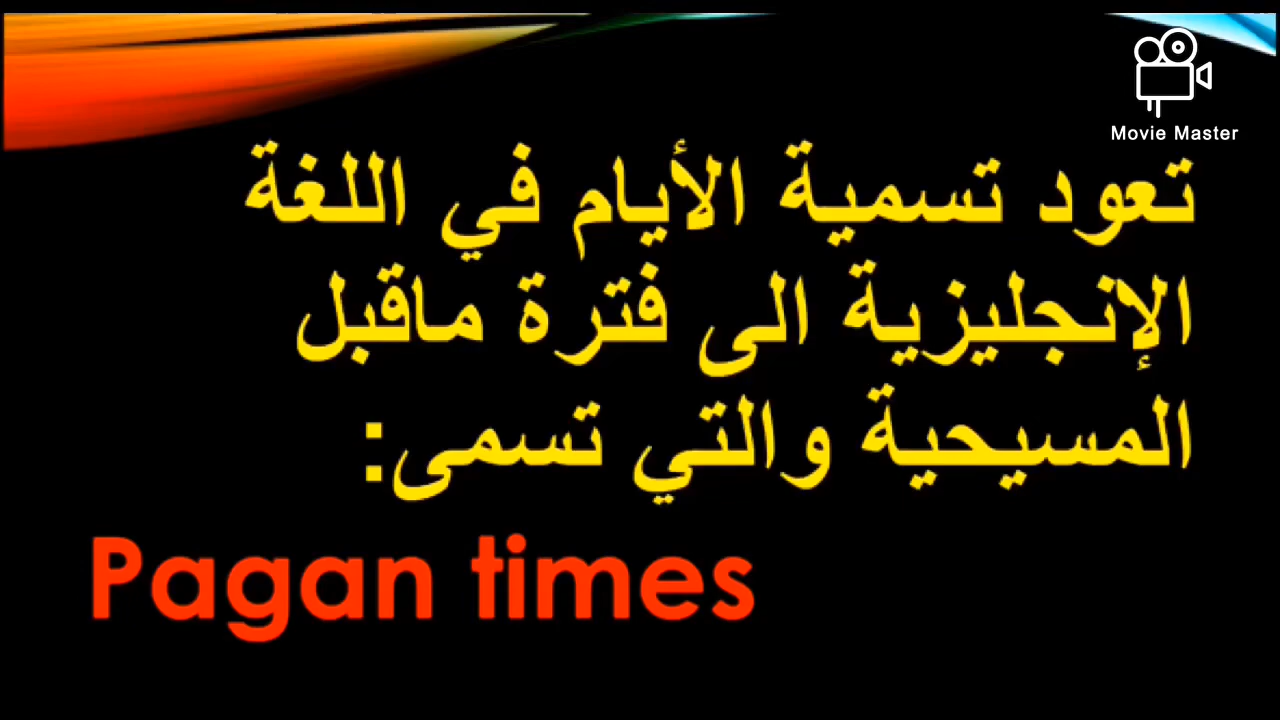 Movie Master
تعود تسمية الأيام في اللغة
الإنجليزية الى فترة ماقبل
المسيحية والتي تسمى:
Pagan times